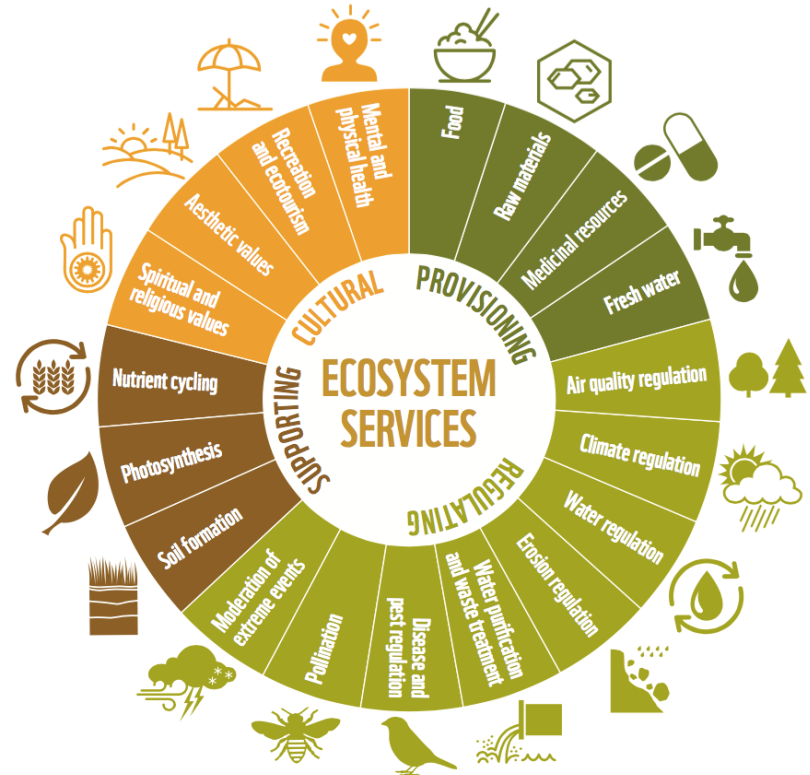 ECOSYSTEM
SERVICES
PROVISIONING
Food
Raw materials
Medicinal resources
Fresh water
REGULATING
Air quality regulation
Climate regulation
Water regulation
Erosion regulation
Water purification
and waste treatment
Disease and
pest regulation
Pollination
Moderation of
extreme events
SUPPORTING
Soil formation
Photosynthesis
Nutrient cycling
CULTURAL
Spiritual and
religious values
Aesthetic values
Recreation
and ecotourism
Mental and
physical health